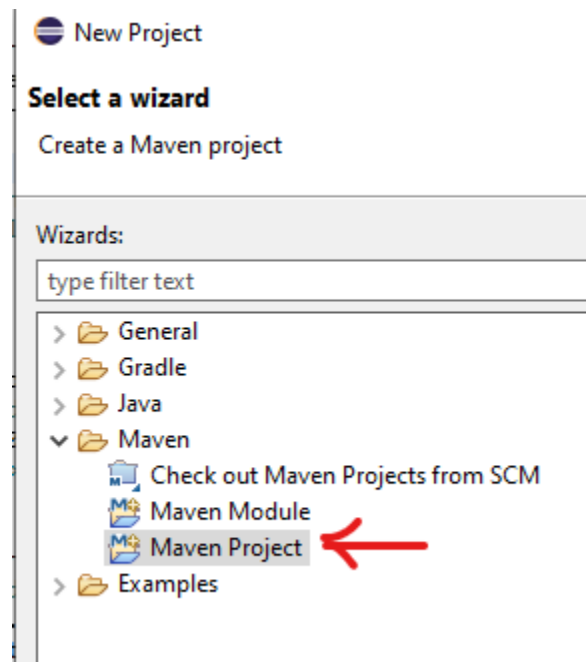 New Project
Select a wizard
Create a Maven project
Wizards:
type filter text
General
Gradle
Java
Maven
Check out Maven Projects from SCM
Maven Module
Maven Project
Examples